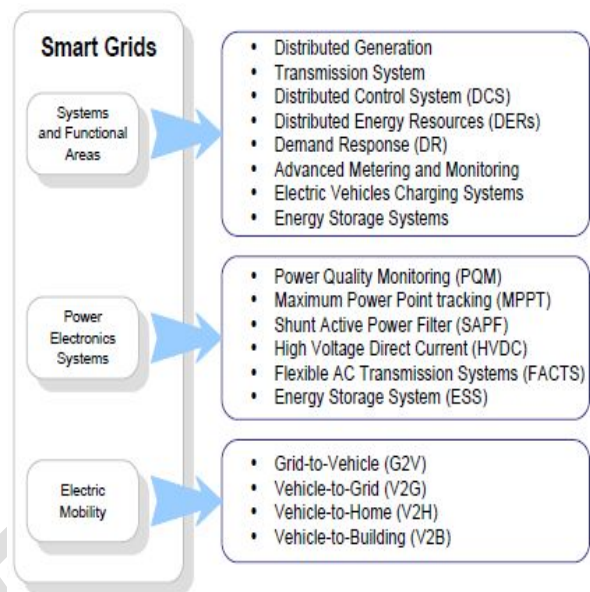 Smart Grids
Systems
and Functional
Areas
• Distributed Generation
• Transmission System
• Distributed Control System (DCS)
• Distributed Energy Resources (DERs)
• Demand Response (DR)
• Advanced Metering and Monitoring
• Electric Vehicles Charging Systems
• Energy Storage Systems
Power
Electronics
Systems
• Power Quality Monitoring (PQM)
• Maximum Power Point tracking (MPPT)
• Shunt Active Power Filter (SAPF)
• High Voltage Direct Current (HVDC)
• Flexible AC Transmission Systems (FACTS)
• Energy Storage System (ESS)
Electric
Mobility
• Grid-to-Vehicle (G2V)
• Vehicle-to-Grid (V2G)
• Vehicle-to-Home (V2H)
• Vehicle-to-Building (V2B)